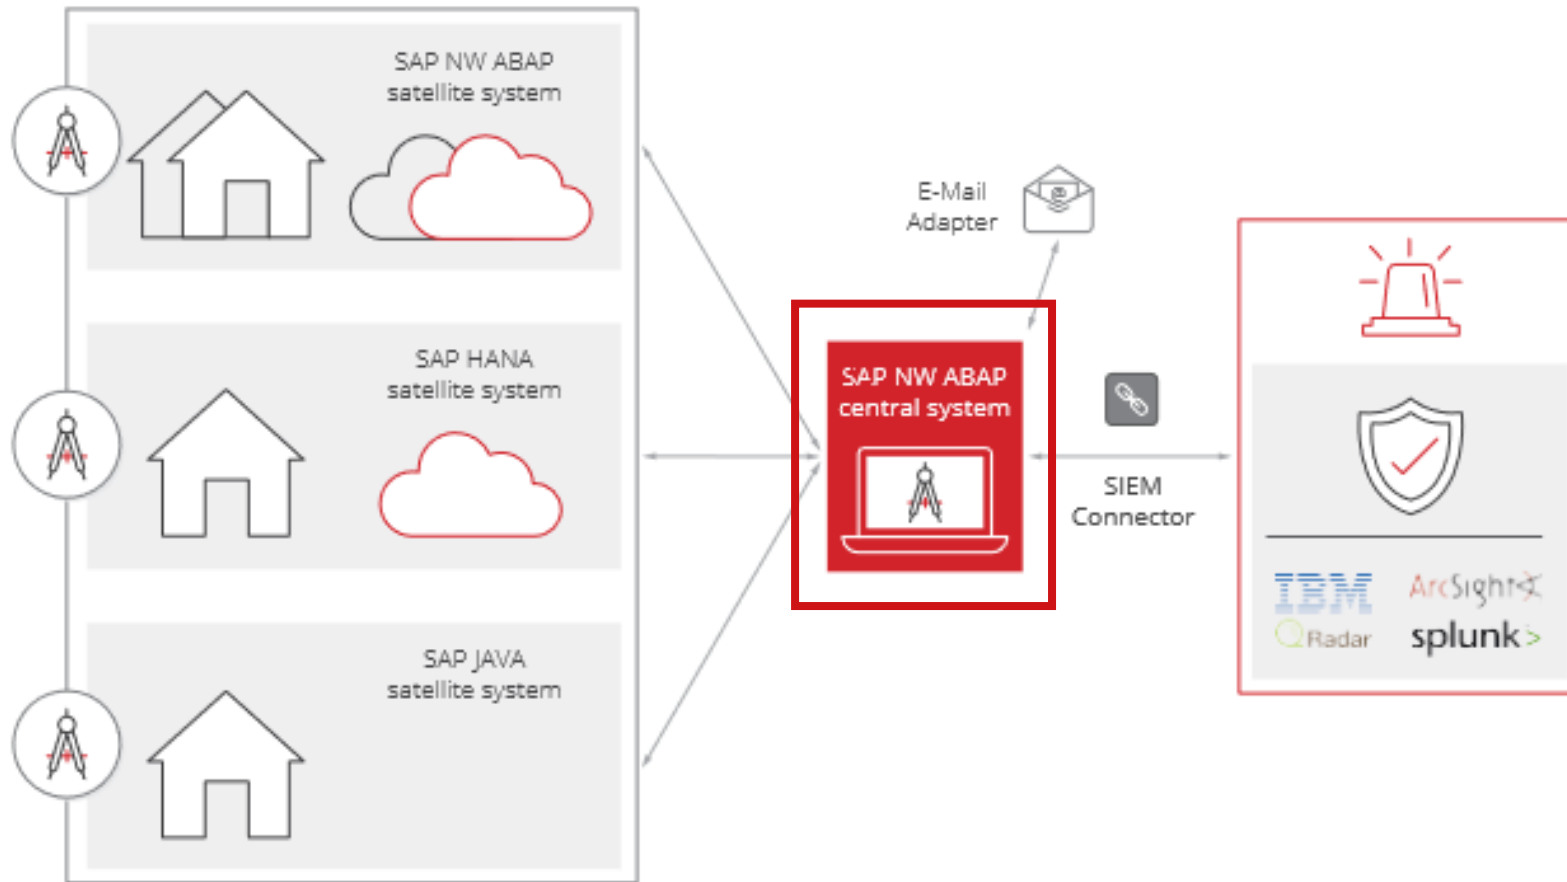 SAP NW ABAP
satellite system
SAP HANA
satellite system
SAP JAVA
satellite system
E-Mail
Adapter
SAP NW ABAP
central system
SIEM
Connector
IBM
QRadar
ArcSight
splunk>